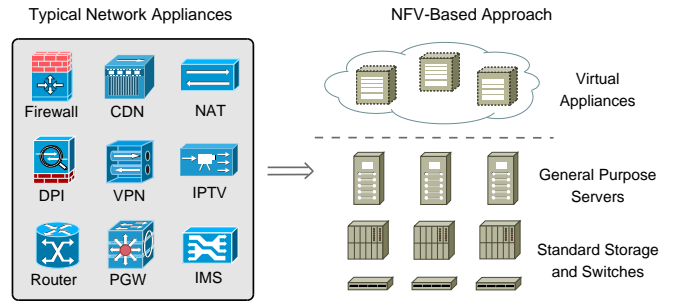 Typical Network Appliances
NFV-Based Approach
Firewall
CDN
NAT
DPI
VPN
IPTV
Router
PGW
IMS
Virtual
Appliances
General Purpose
Servers
Standard Storage
and Switches